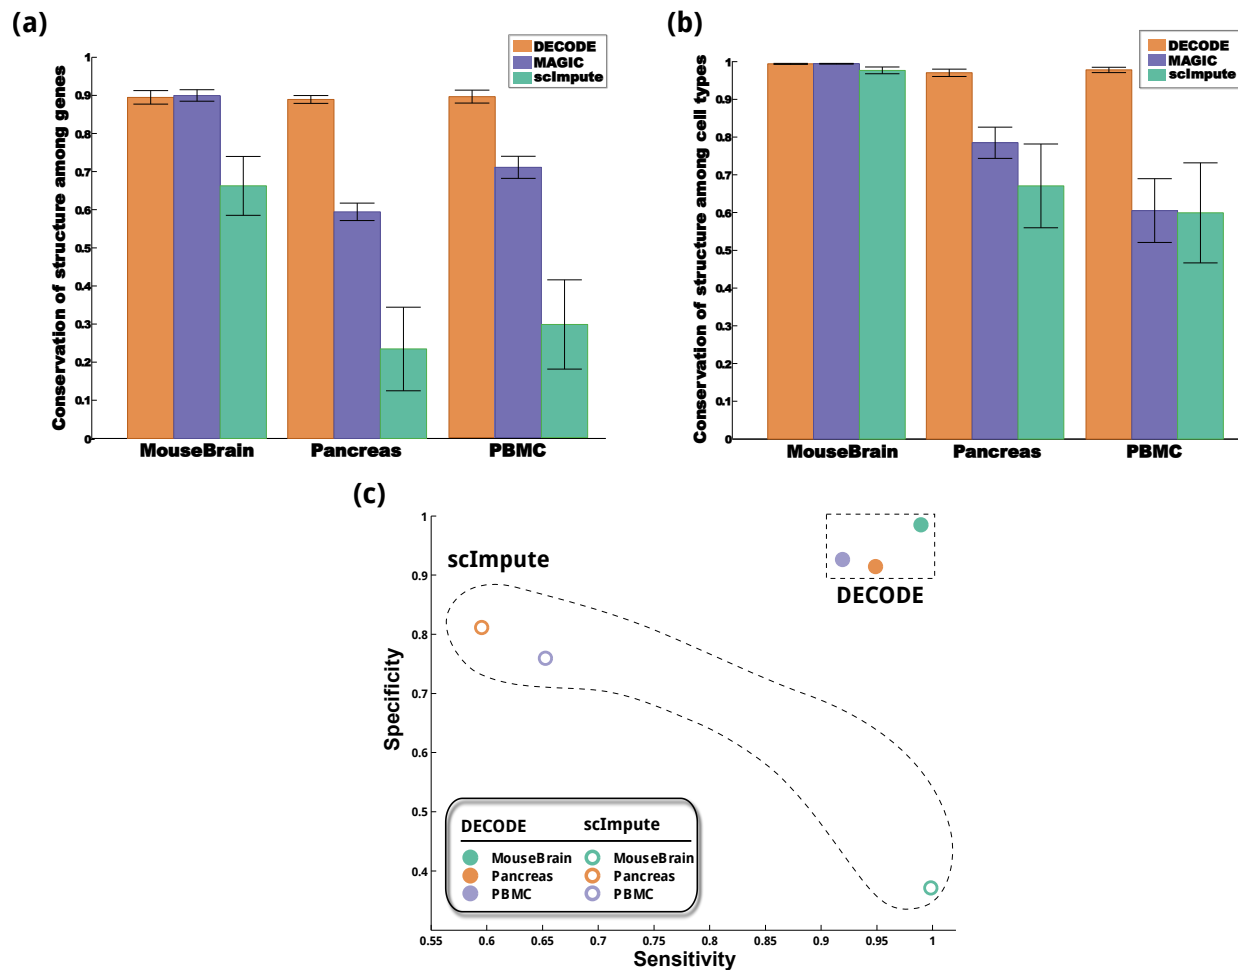 (a)
DECODE
MAGIC
scImpute
Conservation of structure among genes
1
0.9
0.8
0.7
0.6
0.5
0.4
0.3
0.2
0.1
0
MouseBrain Pancreas PBMC
(b)
DECODE
MAGIC
scImpute
Conservation of structure among cell types
1
0.9
0.8
0.7
0.6
0.5
0.4
0.3
0.2
0.1
0
MouseBrain Pancreas PBMC
(c)
Specificity
1
0.9
0.8
0.7
0.6
0.5
0.4
scImpute
DECODE
DECODE scImpute
MouseBrain MouseBrain
Pancreas Pancreas
PBMC PBMC
0.55 0.6 0.65 0.7 0.75 0.8 0.85 0.9 0.95 1
Sensitivity